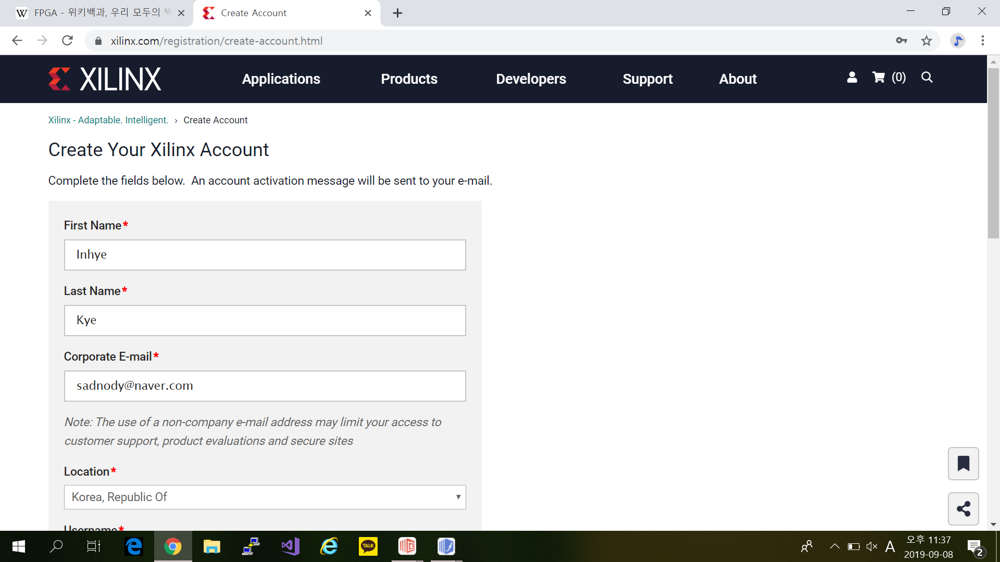 FPGA - 위키백과, 우리 모두의
Create Account
xilinx.com/registration/create-account.html
XILINX
Applications
Products
Developers
Support
About
(0)
Xilinx - Adaptable. Intelligent. › Create Account
Create Your Xilinx Account
Complete the fields below. An account activation message will be sent to your e-mail.
First Name*
Inhye
Last Name*
Kye
Corporate E-mail*
sadnody@naver.com
Note: The use of a non-company e-mail address may limit your access to
customer support, product evaluations and secure sites
Location*
Korea, Republic Of
Username*
TALK
A
오후 11:37
2019-09-08
2